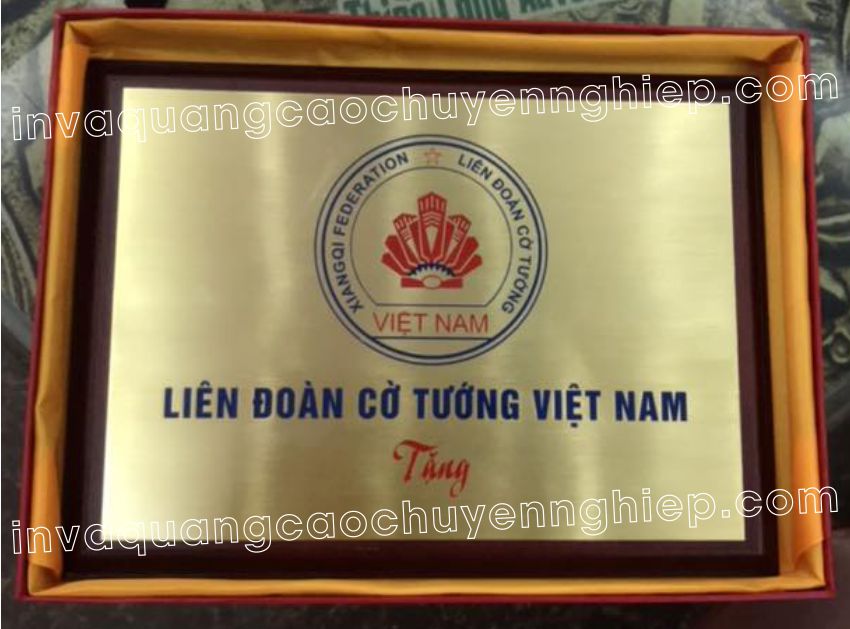 invaquangcaochuyennghiep.com
XIANGQI FEDERATION
LIÊN ĐOÀN CỜ TƯỚNG
VIỆT NAM
LIÊN ĐOÀN CỜ TƯỚNG VIỆT NAM
Tặng
invaquangcaochuyennghiep.com